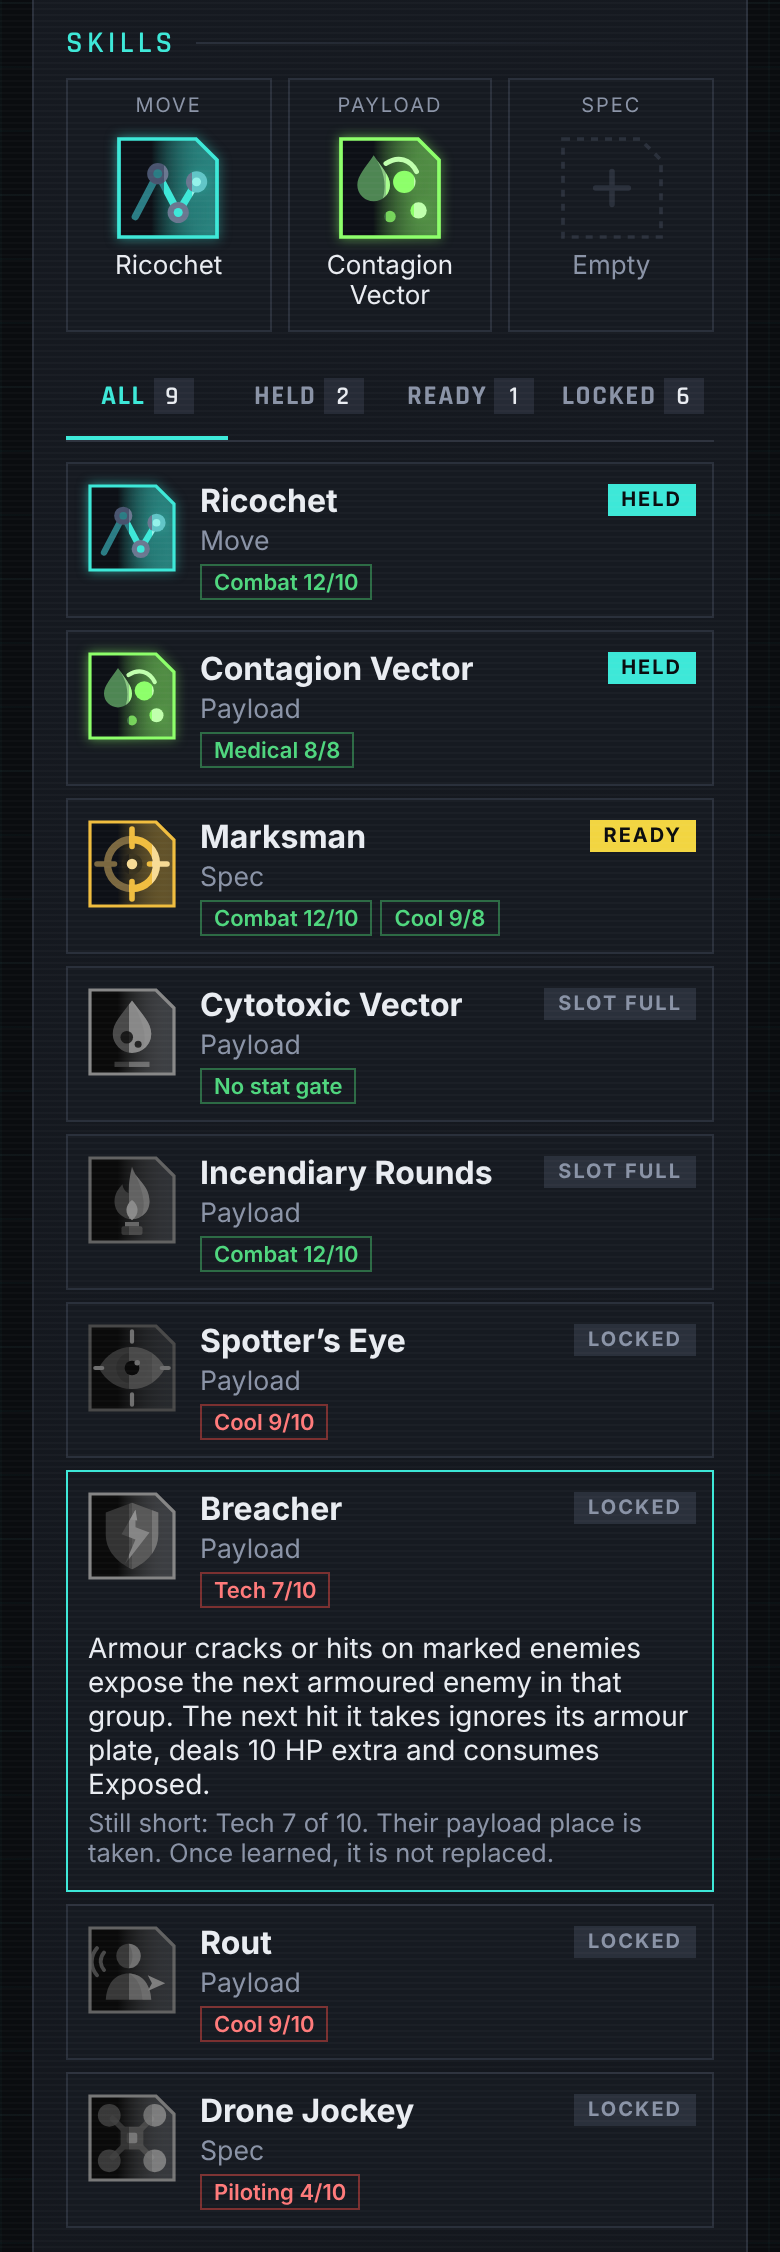 SKILLS
MOVE
Ricochet
PAYLOAD
Contagion
Vector
SPEC
Empty
ALL 9 HELD 2 READY 1 LOCKED 6
Ricochet HELD
Move
Combat 12/10
Contagion Vector HELD
Payload
Medical 8/8
Marksman READY
Spec
Combat 12/10 Cool 9/8
Cytotoxic Vector SLOT FULL
Payload
No stat gate
Incendiary Rounds SLOT FULL
Payload
Combat 12/10
Spotter’s Eye LOCKED
Payload
Cool 9/10
Breacher LOCKED
Payload
Tech 7/10
Armour cracks or hits on marked enemies
expose the next armoured enemy in that
group. The next hit it takes ignores its armour
plate, deals 10 HP extra and consumes
Exposed.
Still short: Tech 7 of 10. Their payload place is
taken. Once learned, it is not replaced.
Rout LOCKED
Payload
Cool 9/10
Drone Jockey LOCKED
Spec
Piloting 4/10